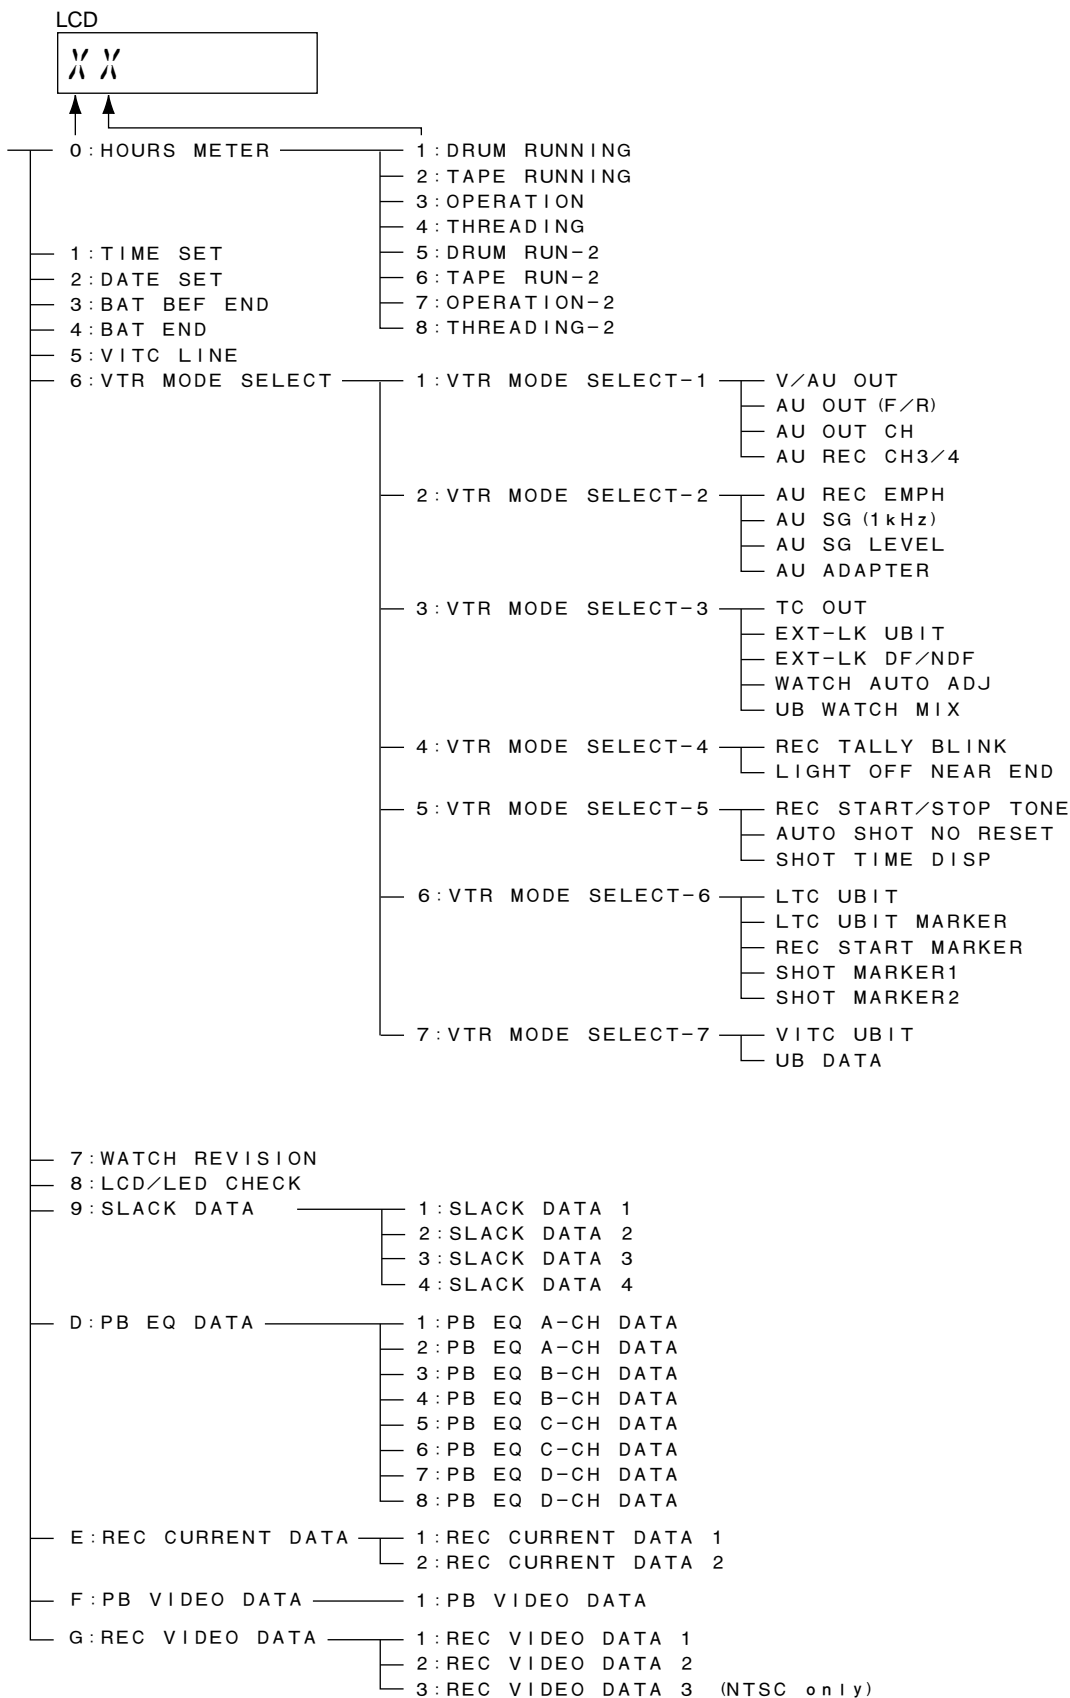 LCD
X X
0:HOURS METER 1:DRUM RUNNING
2:TAPE RUNNING
3:OPERATION
4:THREADING
1:TIME SET 5:DRUM RUN-2
2:DATE SET 6:TAPE RUN-2
3:BAT BEF END 7:OPERATION-2
4:BAT END 8:THREADING-2
5:VITC LINE
6:VTR MODE SELECT 1:VTR MODE SELECT-1 V/AU OUT
AU OUT (F/R)
AU OUT CH
AU REC CH3/4
2:VTR MODE SELECT-2 AU REC EMPH
AU SG (1kHz)
AU SG LEVEL
AU ADAPTER
3:VTR MODE SELECT-3 TC OUT
EXT-LK UBIT
EXT-LK DF/NDF
WATCH AUTO ADJ
UB WATCH MIX
4:VTR MODE SELECT-4 REC TALLY BLINK
LIGHT OFF NEAR END
5:VTR MODE SELECT-5 REC START/STOP TONE
AUTO SHOT NO RESET
SHOT TIME DISP
6:VTR MODE SELECT-6 LTC UBIT
LTC UBIT MARKER
REC START MARKER
SHOT MARKER1
SHOT MARKER2
7:VTR MODE SELECT-7 VITC UBIT
UB DATA
7:WATCH REVISION
8:LCD/LED CHECK
9:SLACK DATA 1:SLACK DATA 1
2:SLACK DATA 2
3:SLACK DATA 3
4:SLACK DATA 4
D:PB EQ DATA 1:PB EQ A-CH DATA
2:PB EQ A-CH DATA
3:PB EQ B-CH DATA
4:PB EQ B-CH DATA
5:PB EQ C-CH DATA
6:PB EQ C-CH DATA
7:PB EQ D-CH DATA
8:PB EQ D-CH DATA
E:REC CURRENT DATA 1:REC CURRENT DATA 1
2:REC CURRENT DATA 2
F:PB VIDEO DATA 1:PB VIDEO DATA
G:REC VIDEO DATA 1:REC VIDEO DATA 1
2:REC VIDEO DATA 2
3:REC VIDEO DATA 3 (NTSC only)